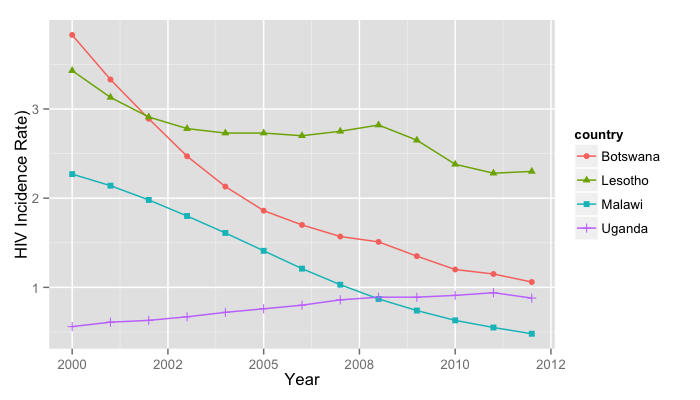 HIV Incidence Rate)
3
2
1
2000
2002
2005
2008
2010
2012
Year
country
Botswana
Lesotho
Malawi
Uganda